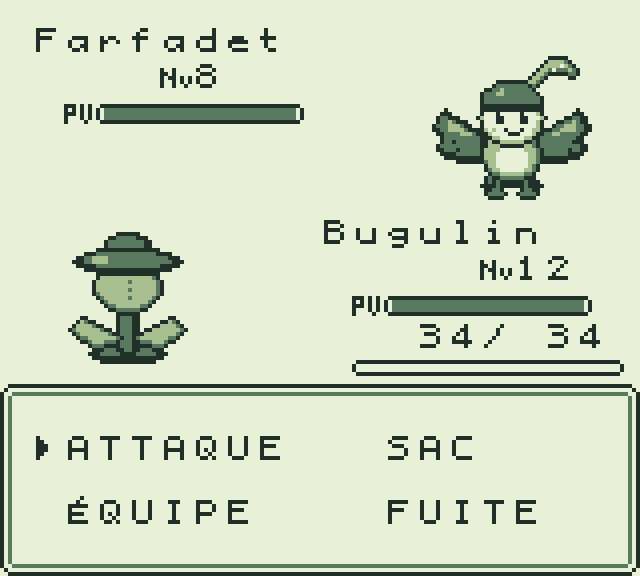 Farfadet
Nv8
PV
Bugulin
Nv12
PV
34/ 34
ATTAQUE SAC
ÉQUIPE FUITE